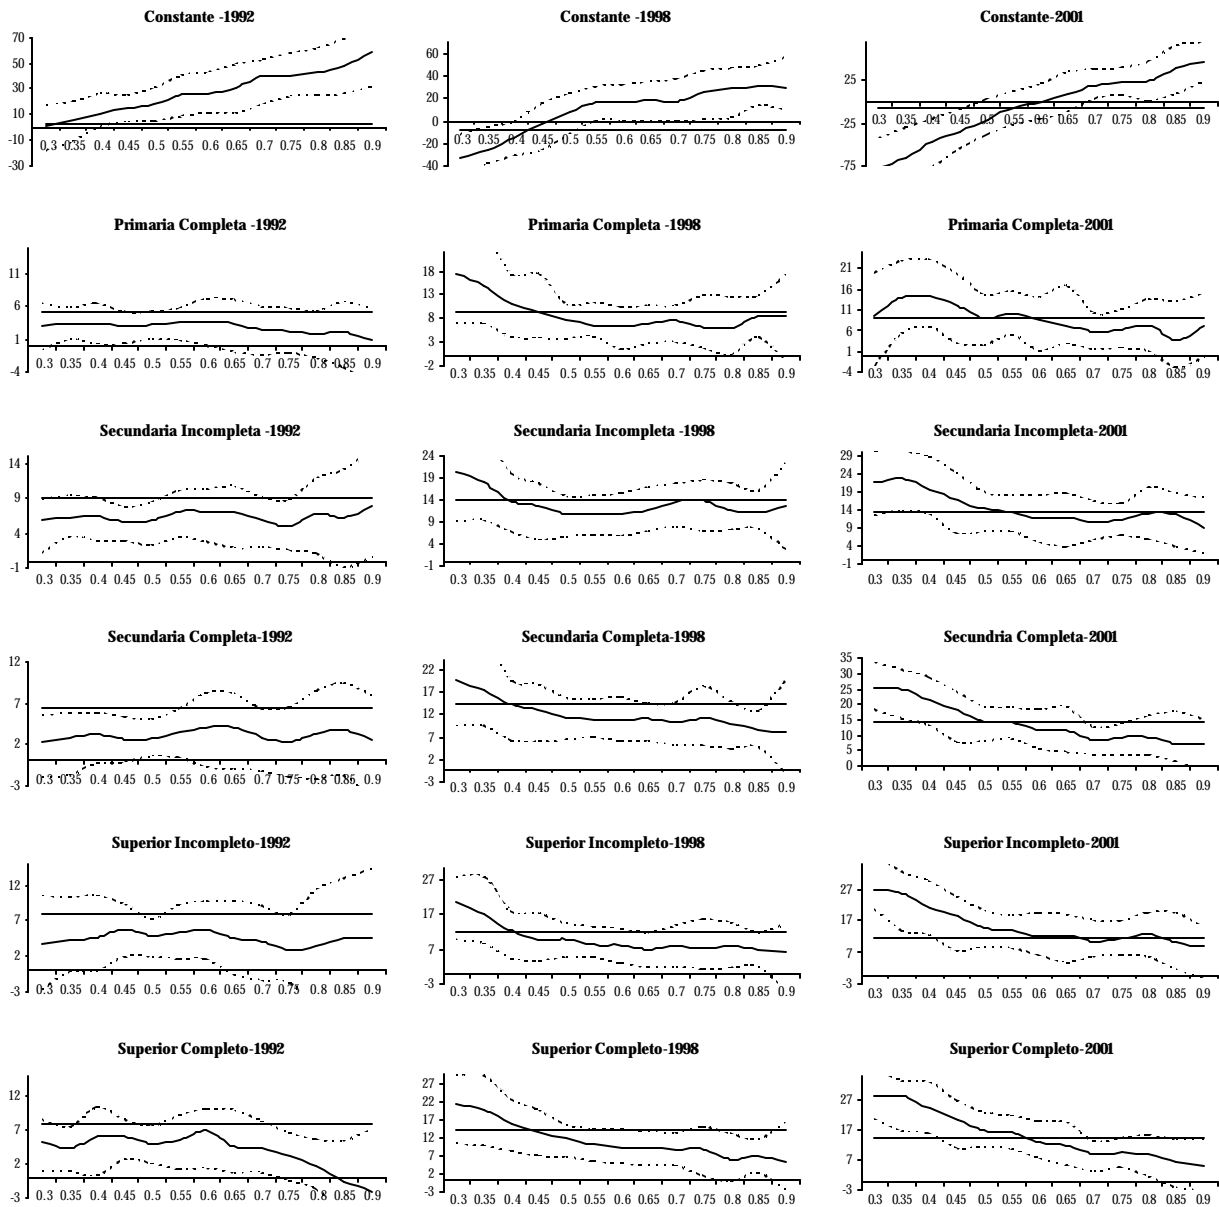 Constante -1992
70
50
30
10
-10
-30
0.3 0.35 0.4 0.45 0.5 0.55 0.6 0.65 0.7 0.75 0.8 0.85 0.9
Constante -1998
60
40
20
0
-20
-40
0.3 0.35 0.4 0.45 0.5 0.55 0.6 0.65 0.7 0.75 0.8 0.85 0.9
Constante-2001
25
-25
-75
0.3 0.35 0.4 0.45 0.5 0.55 0.6 0.65 0.7 0.75 0.8 0.85 0.9
Primaria Completa -1992
11
6
1
-4
0.3 0.35 0.4 0.45 0.5 0.55 0.6 0.65 0.7 0.75 0.8 0.85 0.9
Primaria Completa -1998
18
13
8
3
-2
0.3 0.35 0.4 0.45 0.5 0.55 0.6 0.65 0.7 0.75 0.8 0.85 0.9
Primaria Completa-2001
21
16
11
6
1
-4
0.3 0.35 0.4 0.45 0.5 0.55 0.6 0.65 0.7 0.75 0.8 0.85 0.9
Secundaria Incompleta -1992
14
9
4
-1
0.3 0.35 0.4 0.45 0.5 0.55 0.6 0.65 0.7 0.75 0.8 0.85 0.9
Secundaria Incompleta -1998
24
19
14
9
4
-1
0.3 0.35 0.4 0.45 0.5 0.55 0.6 0.65 0.7 0.75 0.8 0.85 0.9
Secundaria Incompleta-2001
29
24
19
14
9
4
-1
0.3 0.35 0.4 0.45 0.5 0.55 0.6 0.65 0.7 0.75 0.8 0.85 0.9
Secundaria Completa-1992
12
7
2
-3
0.3 0.35 0.4 0.45 0.5 0.55 0.6 0.65 0.7 0.75 0.8 0.85 0.9
Secundaria Completa-1998
22
17
12
7
2
-3
0.3 0.35 0.4 0.45 0.5 0.55 0.6 0.65 0.7 0.75 0.8 0.85 0.9
Secundria Completa-2001
35
30
25
20
15
10
5
0
0.3 0.35 0.4 0.45 0.5 0.55 0.6 0.65 0.7 0.75 0.8 0.85 0.9
Superior Incompleto-1992
12
7
2
-3
0.3 0.35 0.4 0.45 0.5 0.55 0.6 0.65 0.7 0.75 0.8 0.85 0.9
Superior Incompleto-1998
27
17
7
-3
0.3 0.35 0.4 0.45 0.5 0.55 0.6 0.65 0.7 0.75 0.8 0.85 0.9
Superior Incompleto-2001
27
17
7
-3
0.3 0.35 0.4 0.45 0.5 0.55 0.6 0.65 0.7 0.75 0.8 0.85 0.9
Superior Completo-1992
12
7
2
-3
0.3 0.35 0.4 0.45 0.5 0.55 0.6 0.65 0.7 0.75 0.8 0.85 0.9
Superior Completo-1998
27
22
17
12
7
2
-3
0.3 0.35 0.4 0.45 0.5 0.55 0.6 0.65 0.7 0.75 0.8 0.85 0.9
Superior Completo-2001
27
17
7
-3
0.3 0.35 0.4 0.45 0.5 0.55 0.6 0.65 0.7 0.75 0.8 0.85 0.9